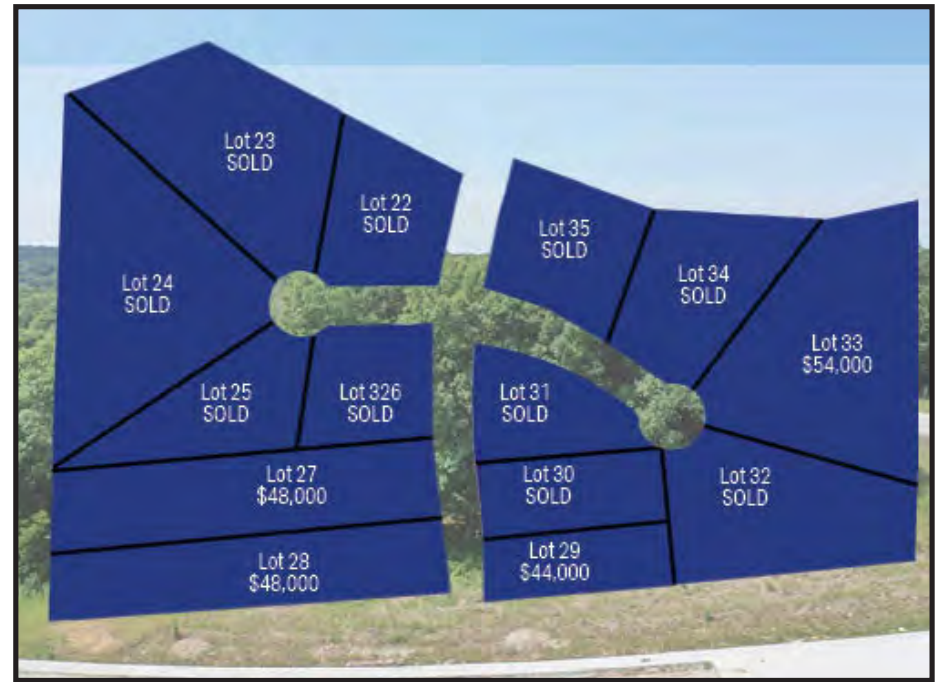 Lot 23
SOLD
Lot 22
SOLD
Lot 35
SOLD
Lot 24
SOLD
Lot 34
SOLD
Lot 33
$54,000
Lot 25
SOLD
Lot 326
SOLD
Lot 31
SOLD
Lot 27
$48,000
Lot 30
SOLD
Lot 32
SOLD
Lot 28
$48,000
Lot 29
$44,000